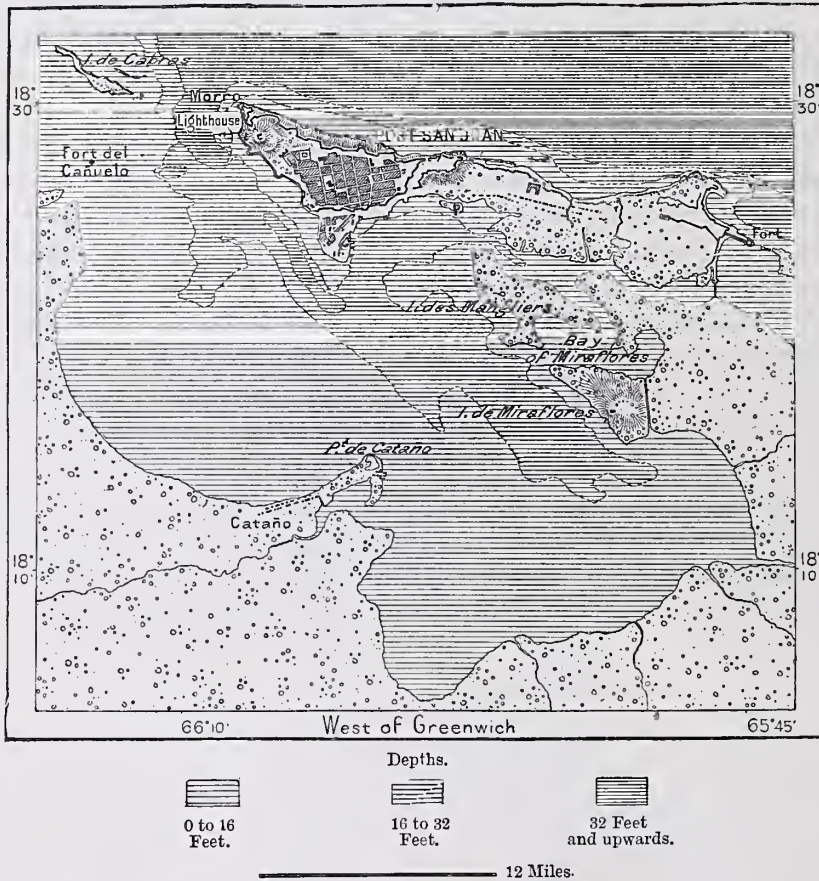 I. de Cabras
Morro
18°
30'
18°
30'
Lighthouse
PORT SAN JUAN
Fort del
Cañuelo
Fort
I. des Mangliers
Bay
of Miraflores
I. de Miraflores
Pt. de Cataño
Cataño
18°
10'
18°
10'
66°10'
West of Greenwich
65°45'
Depths.
0 to 16
Feet.
16 to 32
Feet.
32 Feet
and upwards.
12 Miles.